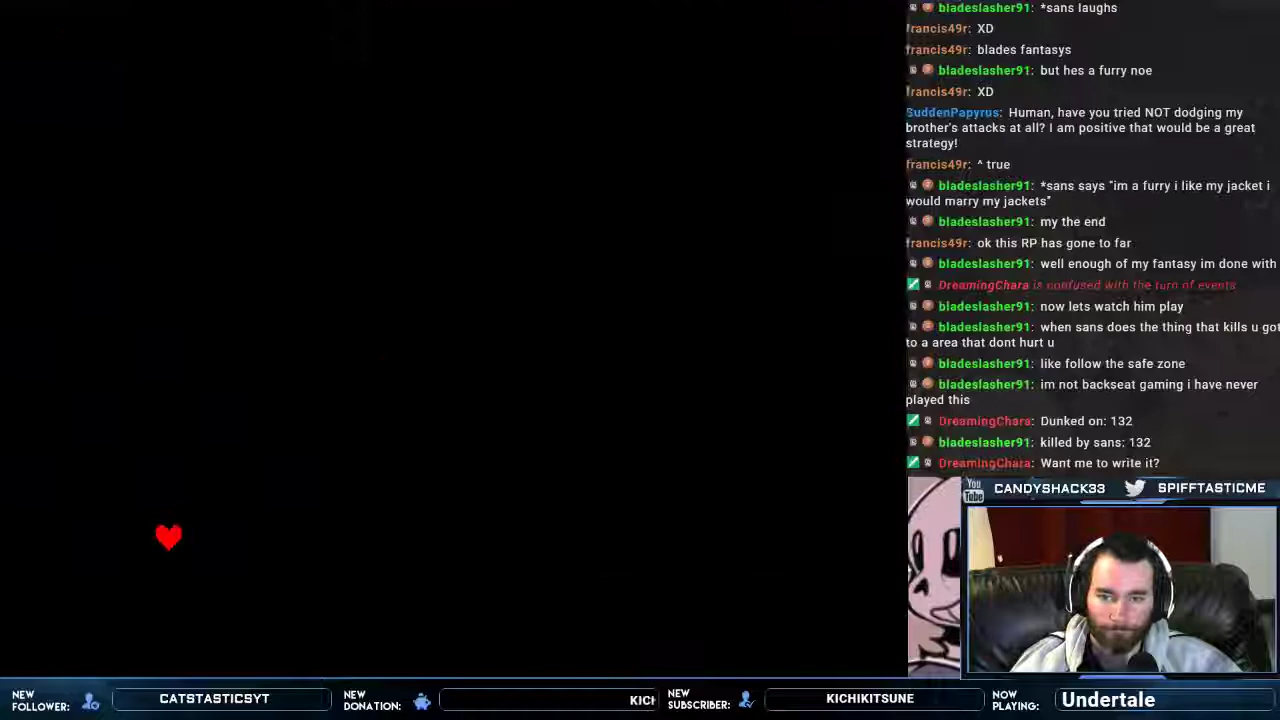 bladeslasher91: *sans laughs
francis49r: XD
francis49r: blades fantasys
bladeslasher91: but hes a furry noe
francis49r: XD
SuddenPapyrus: Human, have you tried NOT dodging my
brother's attacks at all? I am positive that would be a great
strategy!
francis49r: ^ true
bladeslasher91: *sans says "im a furry i like my jacket i
would marry my jackets"
bladeslasher91: my the end
francis49r: ok this RP has gone to far
bladeslasher91: well enough of my fantasy im done with
DreamingChara is confused with the turn of events
bladeslasher91: now lets watch him play
bladeslasher91: when sans does the thing that kills u got
to a area that dont hurt u
bladeslasher91: like follow the safe zone
bladeslasher91: im not backseat gaming i have never
played this
DreamingChara: Dunked on: 132
bladeslasher91: killed by sans: 132
DreamingChara: Want me to write it?
You Tube CANDYSHACK33 SPIFFTASTICME
NEW FOLLOWER: CATSTASTICSYT NEW DONATION: KICH NEW SUBSCRIBER: KICHIKITSUNE NOW PLAYING: Undertale